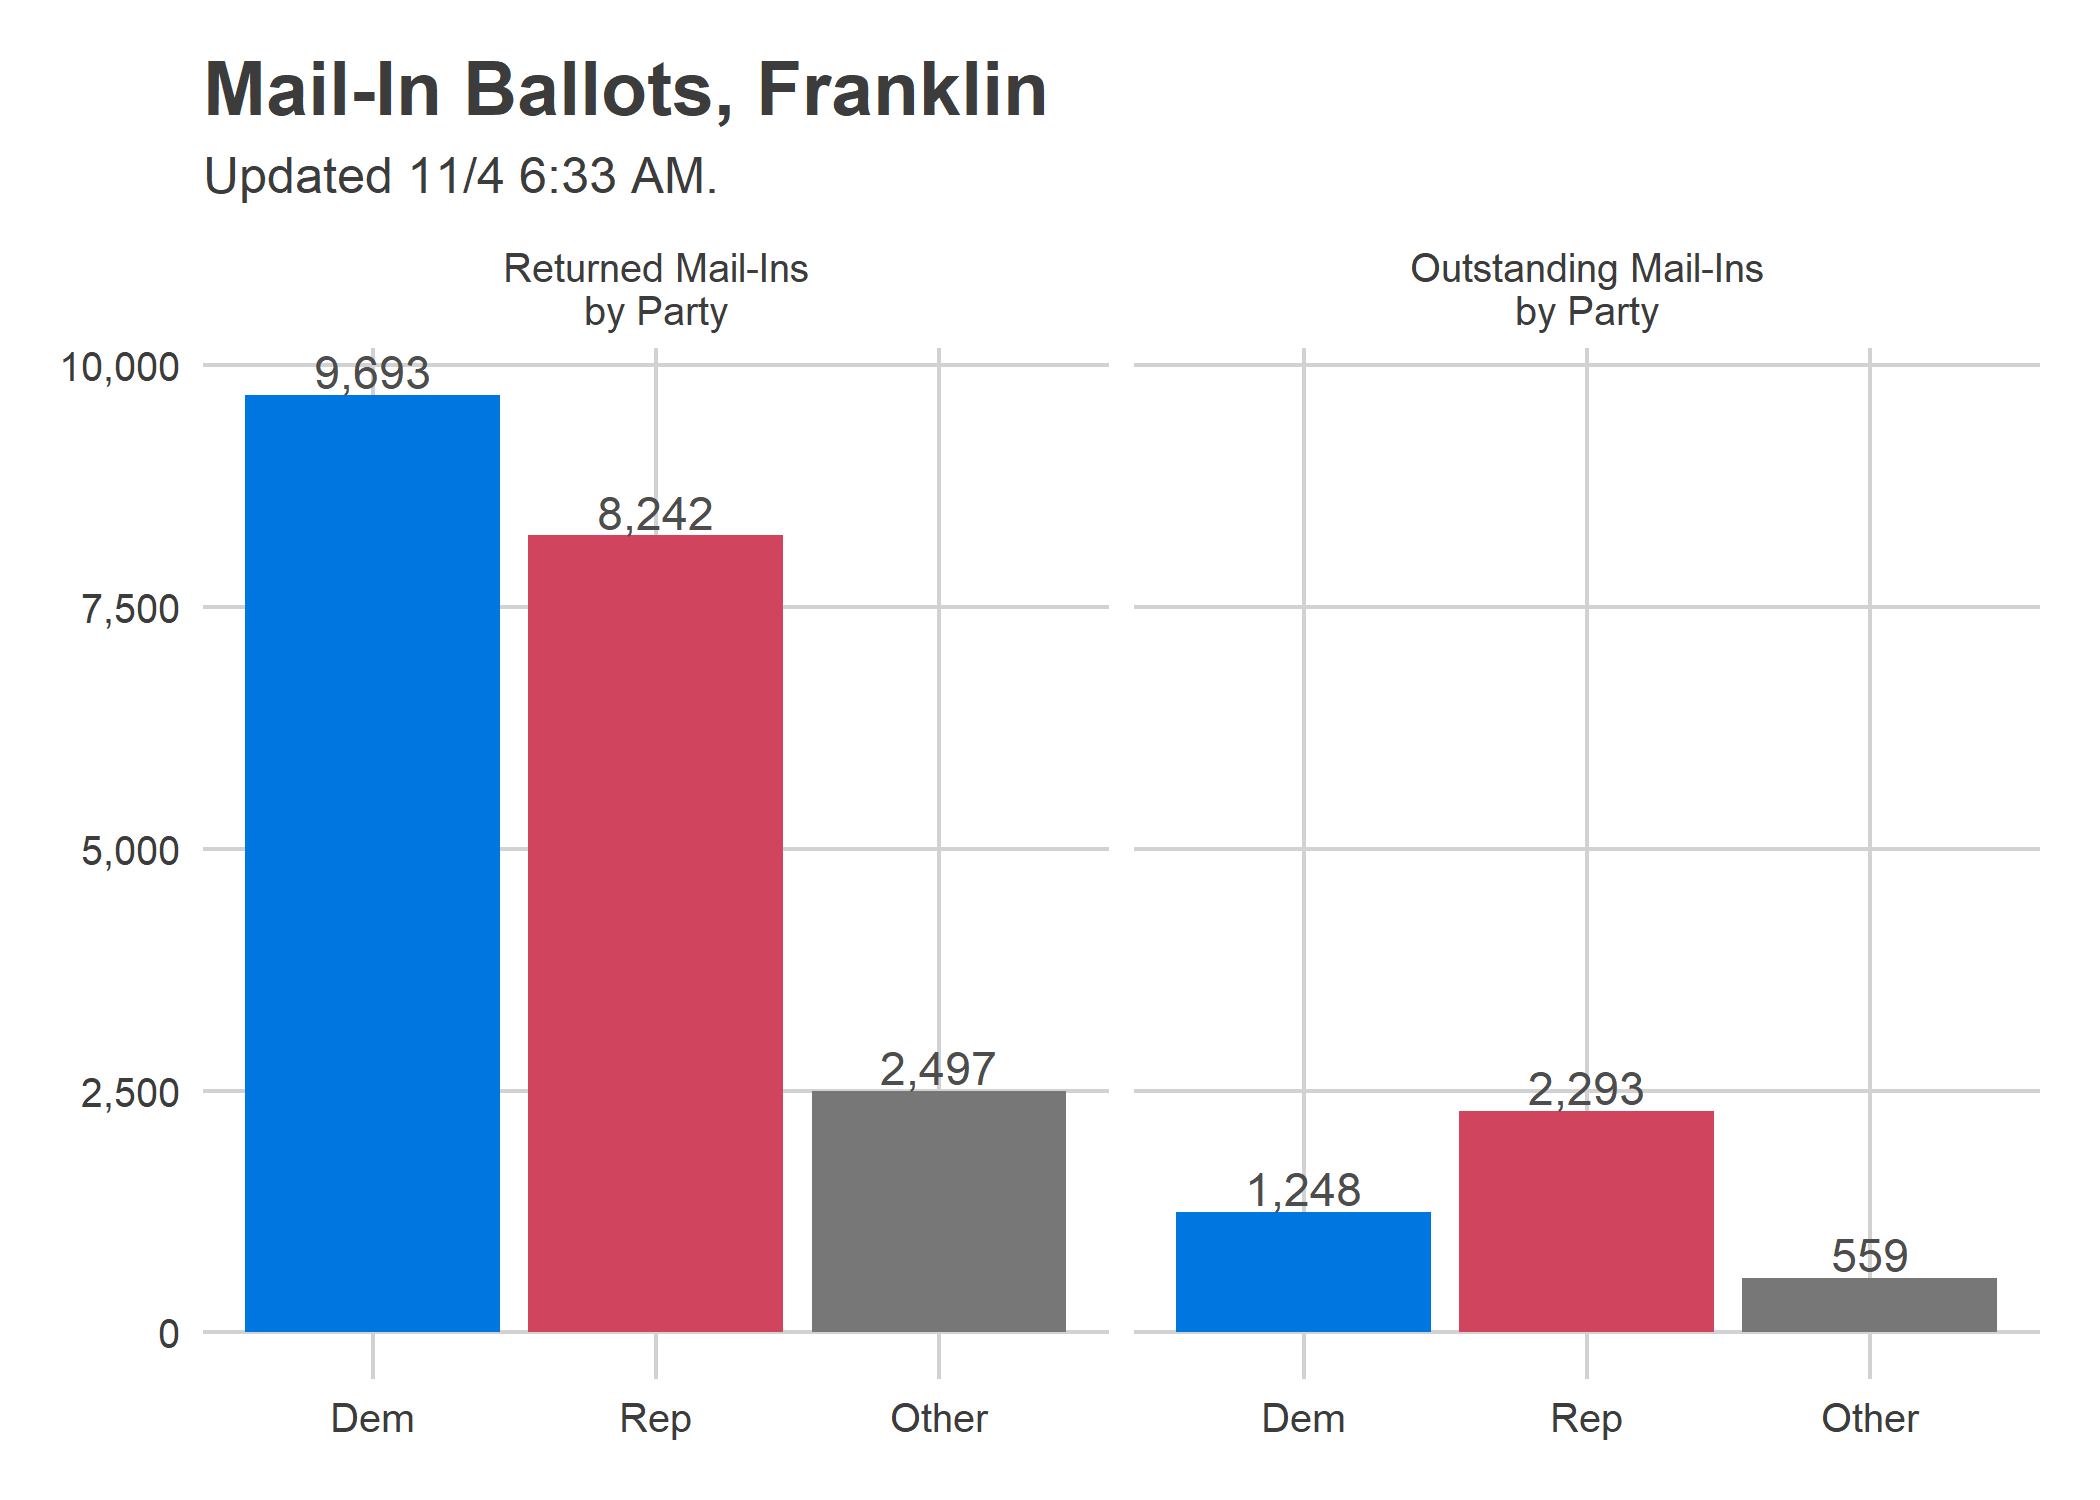 Mail-In Ballots, Franklin
Updated 11/4 6:33 AM.
Returned Mail-Ins
by Party
Outstanding Mail-Ins
by Party
10,000
7,500
5,000
2,500
0
9,693
8,242
2,497
1,248
2,293
559
Dem
Rep
Other
Dem
Rep
Other